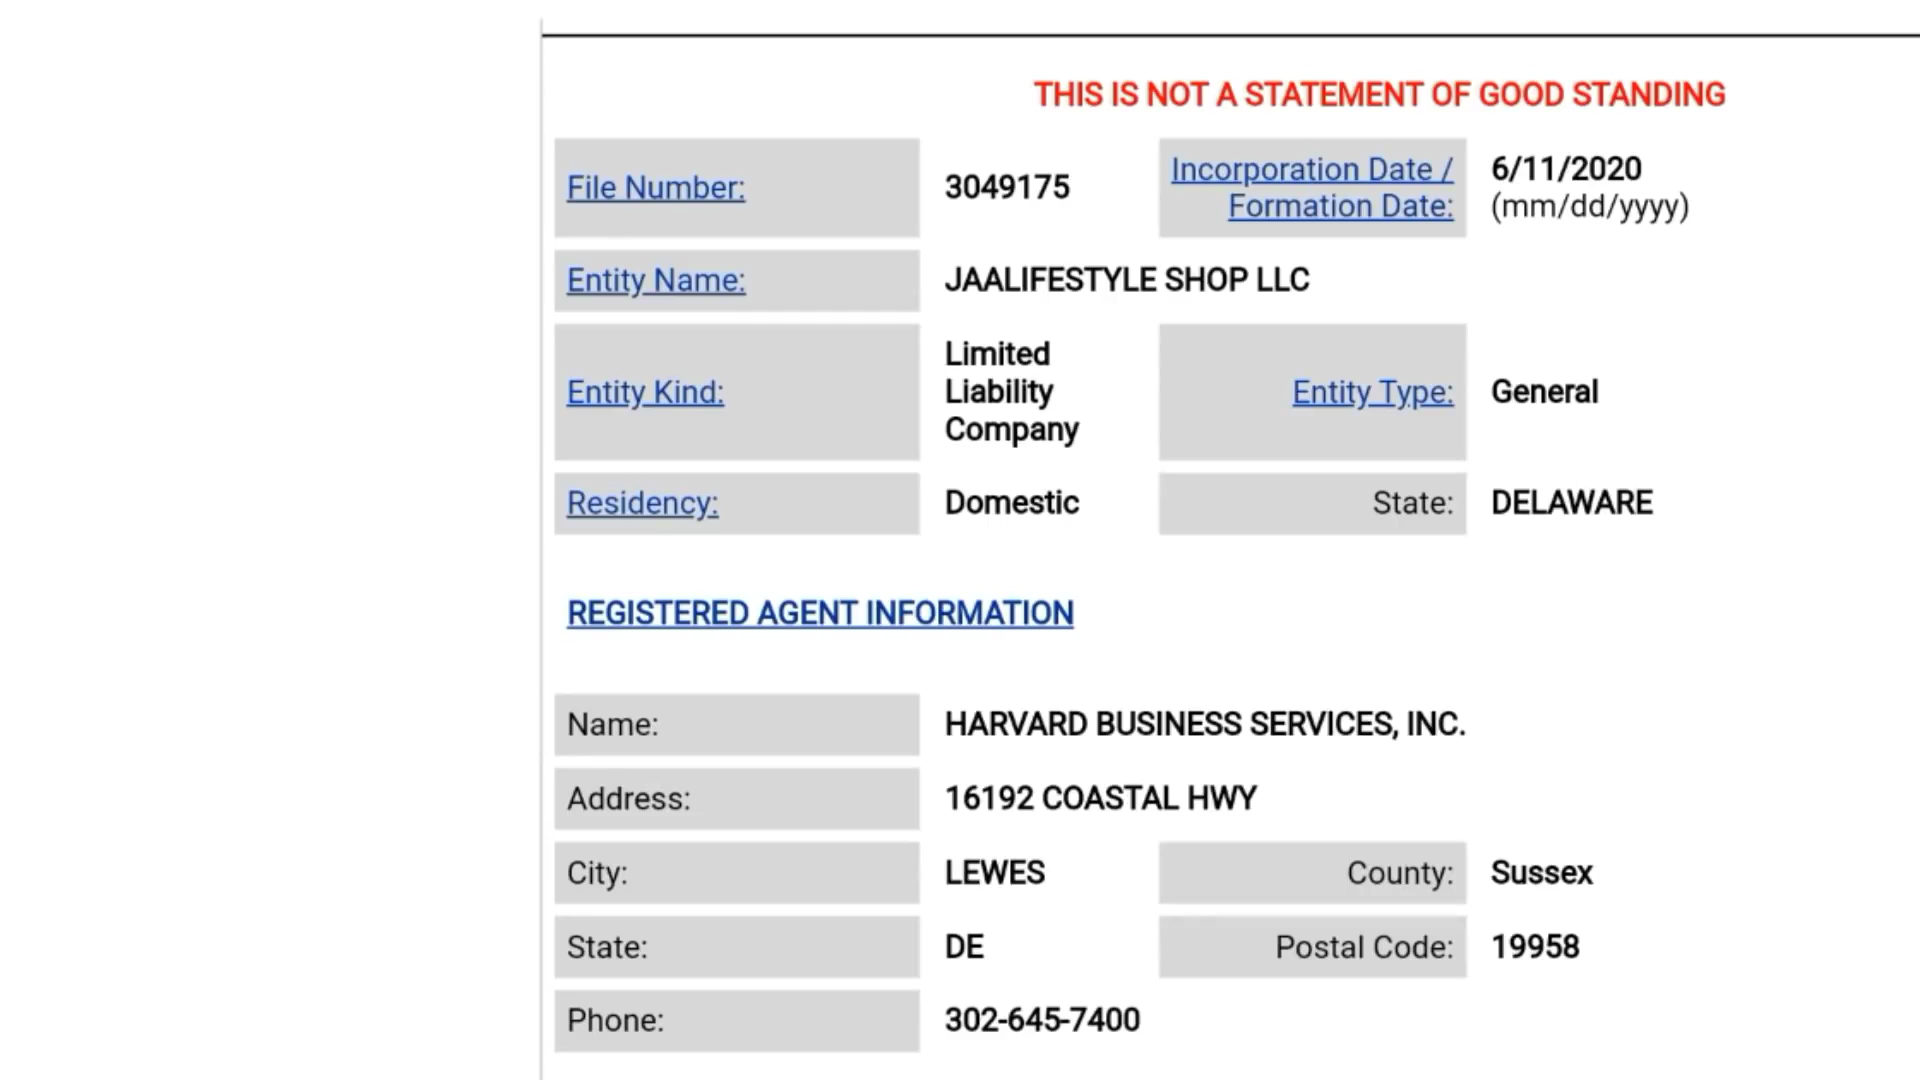 THIS IS NOT A STATEMENT OF GOOD STANDING
File Number: 3049175 Incorporation Date / 6/11/2020
Formation Date: (mm/dd/yyyy)
Entity Name: JAALIFESTYLE SHOP LLC
Entity Kind: Limited
Liability
Company Entity Type: General
Residency: Domestic State: DELAWARE
REGISTERED AGENT INFORMATION
Name: HARVARD BUSINESS SERVICES, INC.
Address: 16192 COASTAL HWY
City: LEWES County: Sussex
State: DE Postal Code: 19958
Phone: 302-645-7400